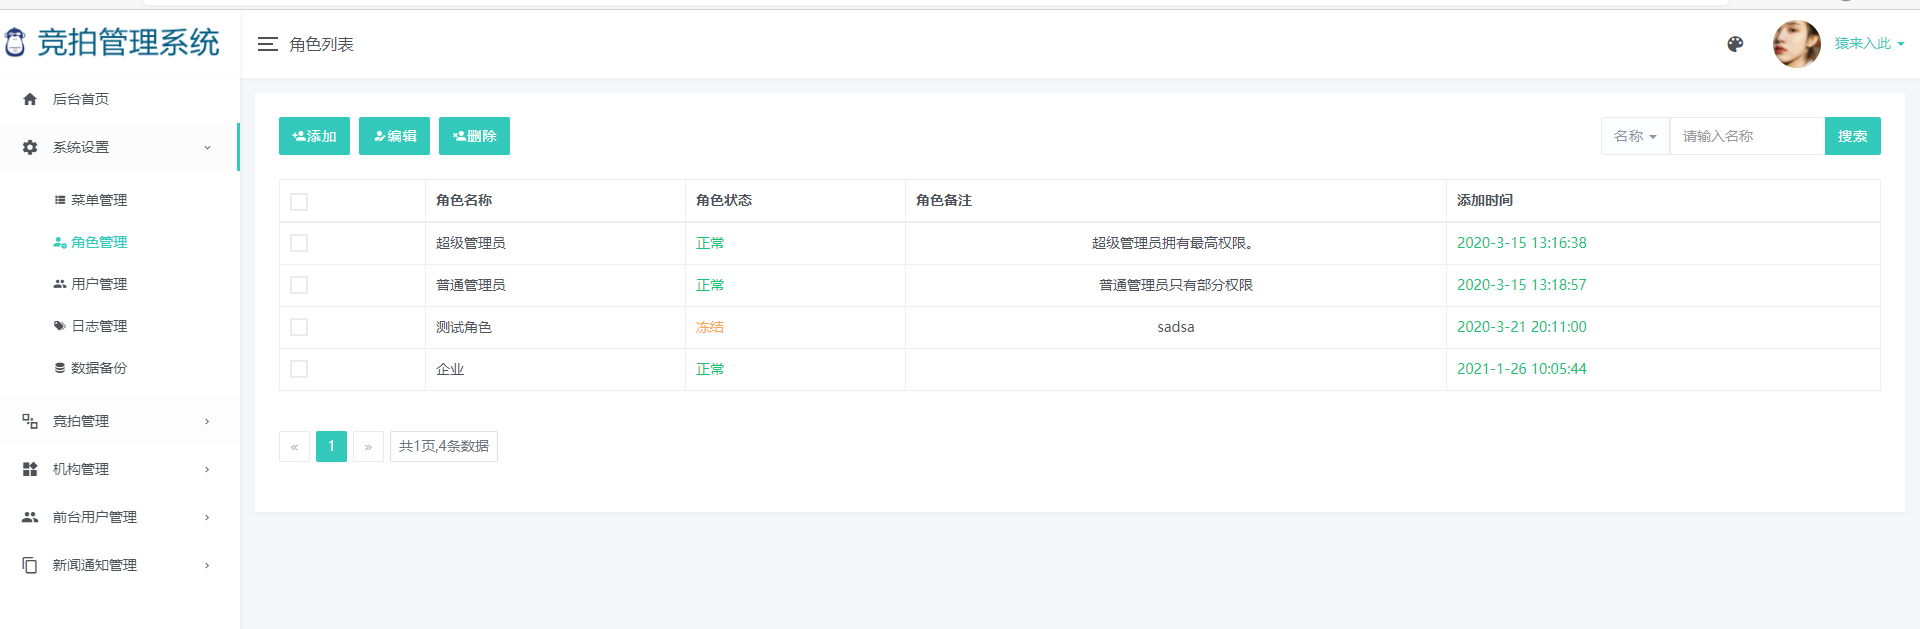 竞拍管理系统
角色列表
猿来入此
后台首页
系统设置
菜单管理
角色管理
用户管理
日志管理
数据备份
竞拍管理
机构管理
前台用户管理
新闻通知管理
添加 编辑 删除
名称 请输入名称 搜索
角色名称 角色状态 角色备注 添加时间
超级管理员 正常 超级管理员拥有最高权限。 2020-3-15 13:16:38
普通管理员 正常 普通管理员只有部分权限 2020-3-15 13:18:57
测试角色 冻结 sadsa 2020-3-21 20:11:00
企业 正常 2021-1-26 10:05:44
« 1 » 共1页,4条数据